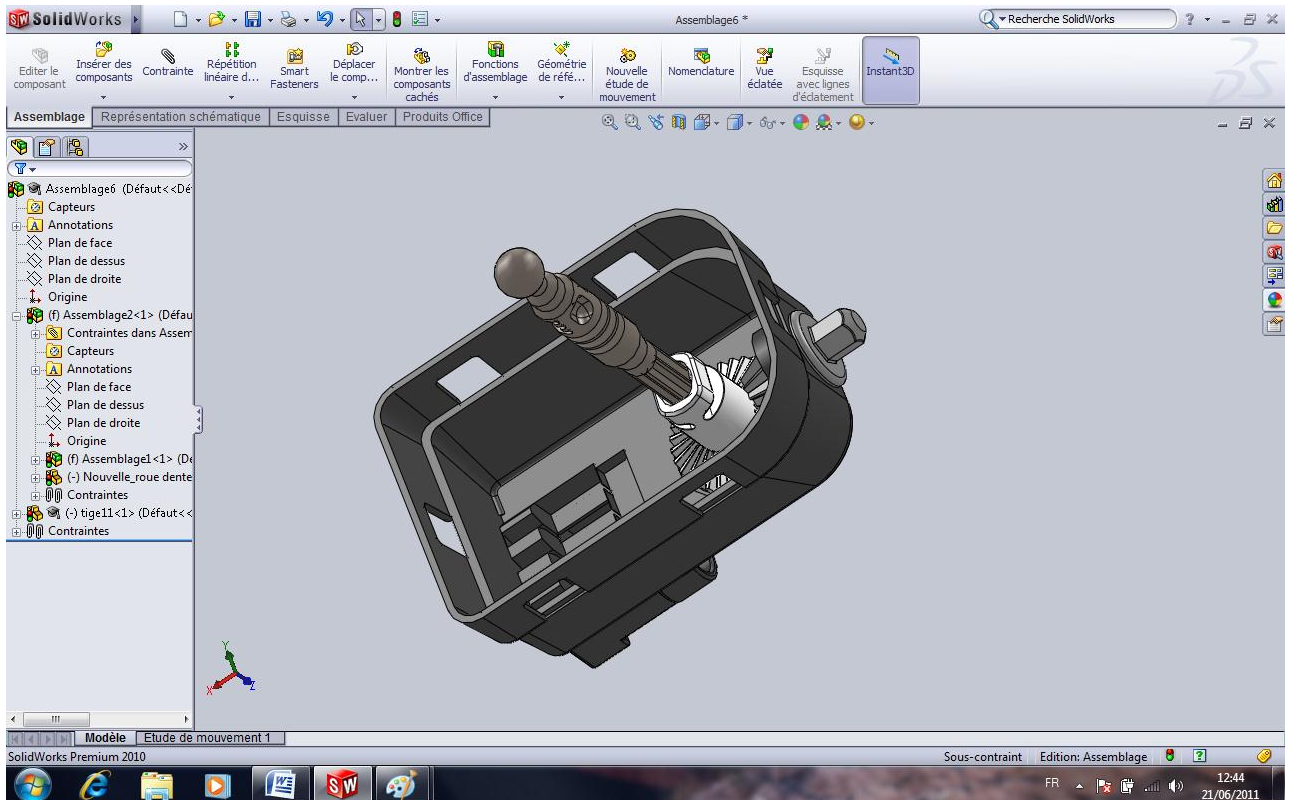 SolidWorks
Assemblage6 *
Recherche SolidWorks
Editer le composant
Insérer des composants
Contrainte
Répétition linéaire d...
Smart Fasteners
Déplacer le comp...
Montrer les composants cachés
Fonctions d'assemblage
Géométrie de réfé...
Nouvelle étude de mouvement
Nomenclature
Vue éclatée
Esquisse avec lignes d'éclatement
Instant3D
Assemblage
Représentation schématique
Esquisse
Evaluer
Produits Office
Assemblage6 (Défaut<<Dé
Capteurs
Annotations
Plan de face
Plan de dessus
Plan de droite
Origine
(f) Assemblage2<1> (Défau
Contraintes dans Assem
Capteurs
Annotations
Plan de face
Plan de dessus
Plan de droite
Origine
(f) Assemblage1<1> (De
(-) Nouvelle_roue dente
Contraintes
(-) tige11<1> (Défaut<<
Contraintes
Y
X
Z
Modèle
Etude de mouvement 1
SolidWorks Premium 2010
Sous-contraint
Edition: Assemblage
FR
12:44
21/06/2011